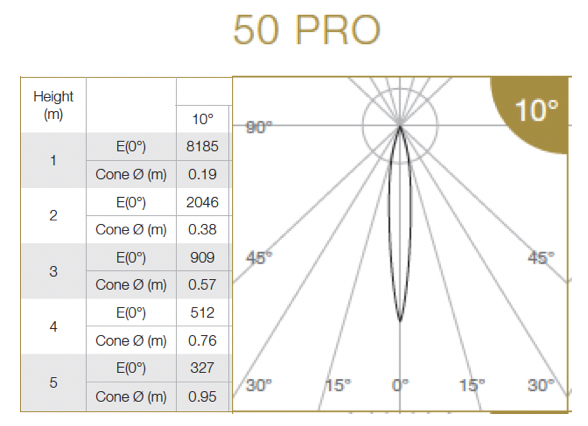 50 PRO
Height
(m)
10°
1
E(0°) 8185
Cone Ø (m) 0.19
2
E(0°) 2046
Cone Ø (m) 0.38
3
E(0°) 909
Cone Ø (m) 0.57
4
E(0°) 512
Cone Ø (m) 0.76
5
E(0°) 327
Cone Ø (m) 0.95
10°
90°
45° 45°
30° 15° 0° 15° 30°